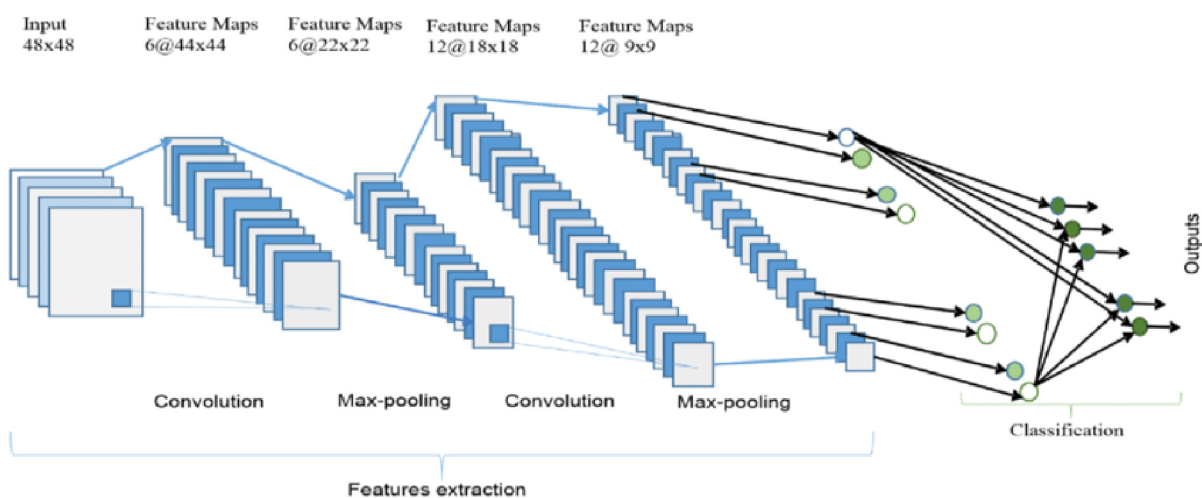 Input
48x48
Feature Maps
6@44x44
Feature Maps
6@22x22
Feature Maps
12@18x18
Feature Maps
12@ 9x9
Outputs
Convolution
Max-pooling
Convolution
Max-pooling
Classification
Features extraction